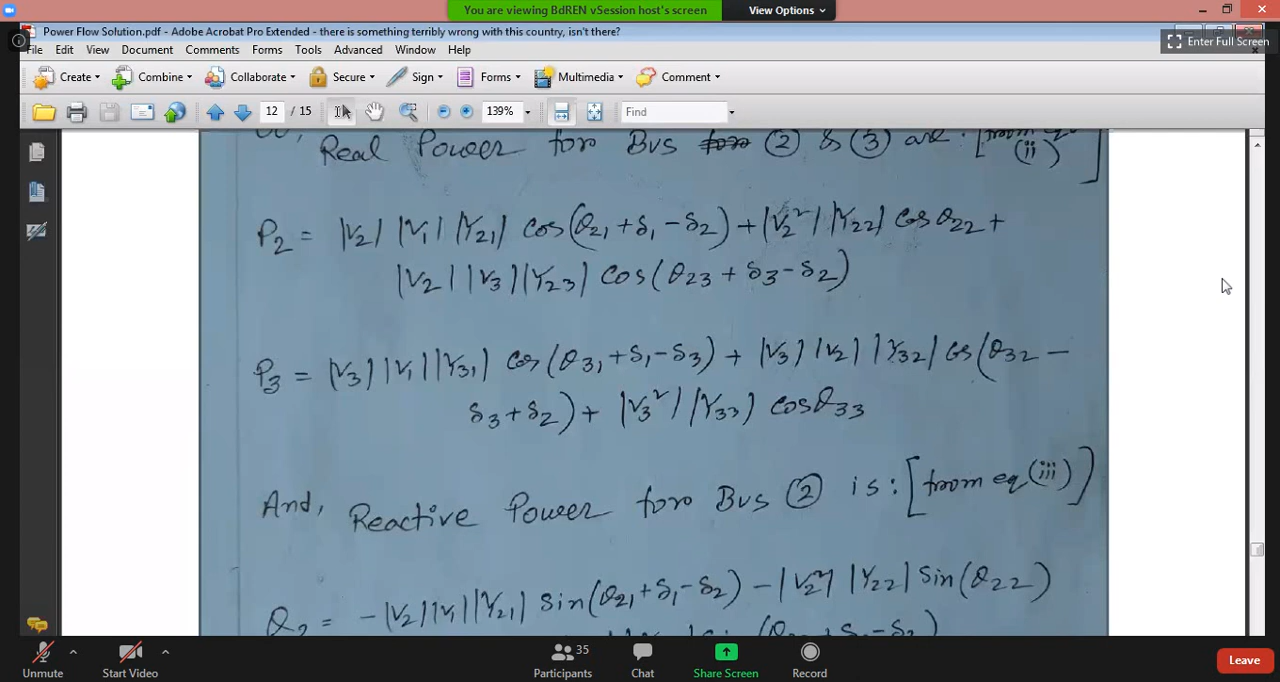 You are viewing BdREN vSession host's screen
View Options
Power Flow Solution.pdf - Adobe Acrobat Pro Extended - there is something terribly wrong with this country, isn't there?
Enter Full Screen
File Edit View Document Comments Forms Tools Advanced Window Help
Create Combine Collaborate Secure Sign Forms Multimedia Comment
12 / 15 139% Find
Real Power for Bus for ② & ③ are : [from eq
(ii) ]
P2 = |V2| |V1| |Y21| cos(θ21 + δ1 - δ2) + |V2²| |Y22| cos θ22 +
|V2| |V3| |Y23| cos(θ23 + δ3 - δ2)
P3 = |V3| |V1| |Y31| cos(θ31 + δ1 - δ3) + |V3| |V2| |Y32| cos(θ32 -
δ3 + δ2) + |V3²| |Y33| cos θ33
And, Reactive Power for Bus ② is : [from eq (iii)]
Q2 = - |V2| |V1| |Y21| sin(θ21 + δ1 - δ2) - |V2²| |Y22| sin(θ22)
Unmute Start Video Participants 35 Chat Share Screen Record Leave